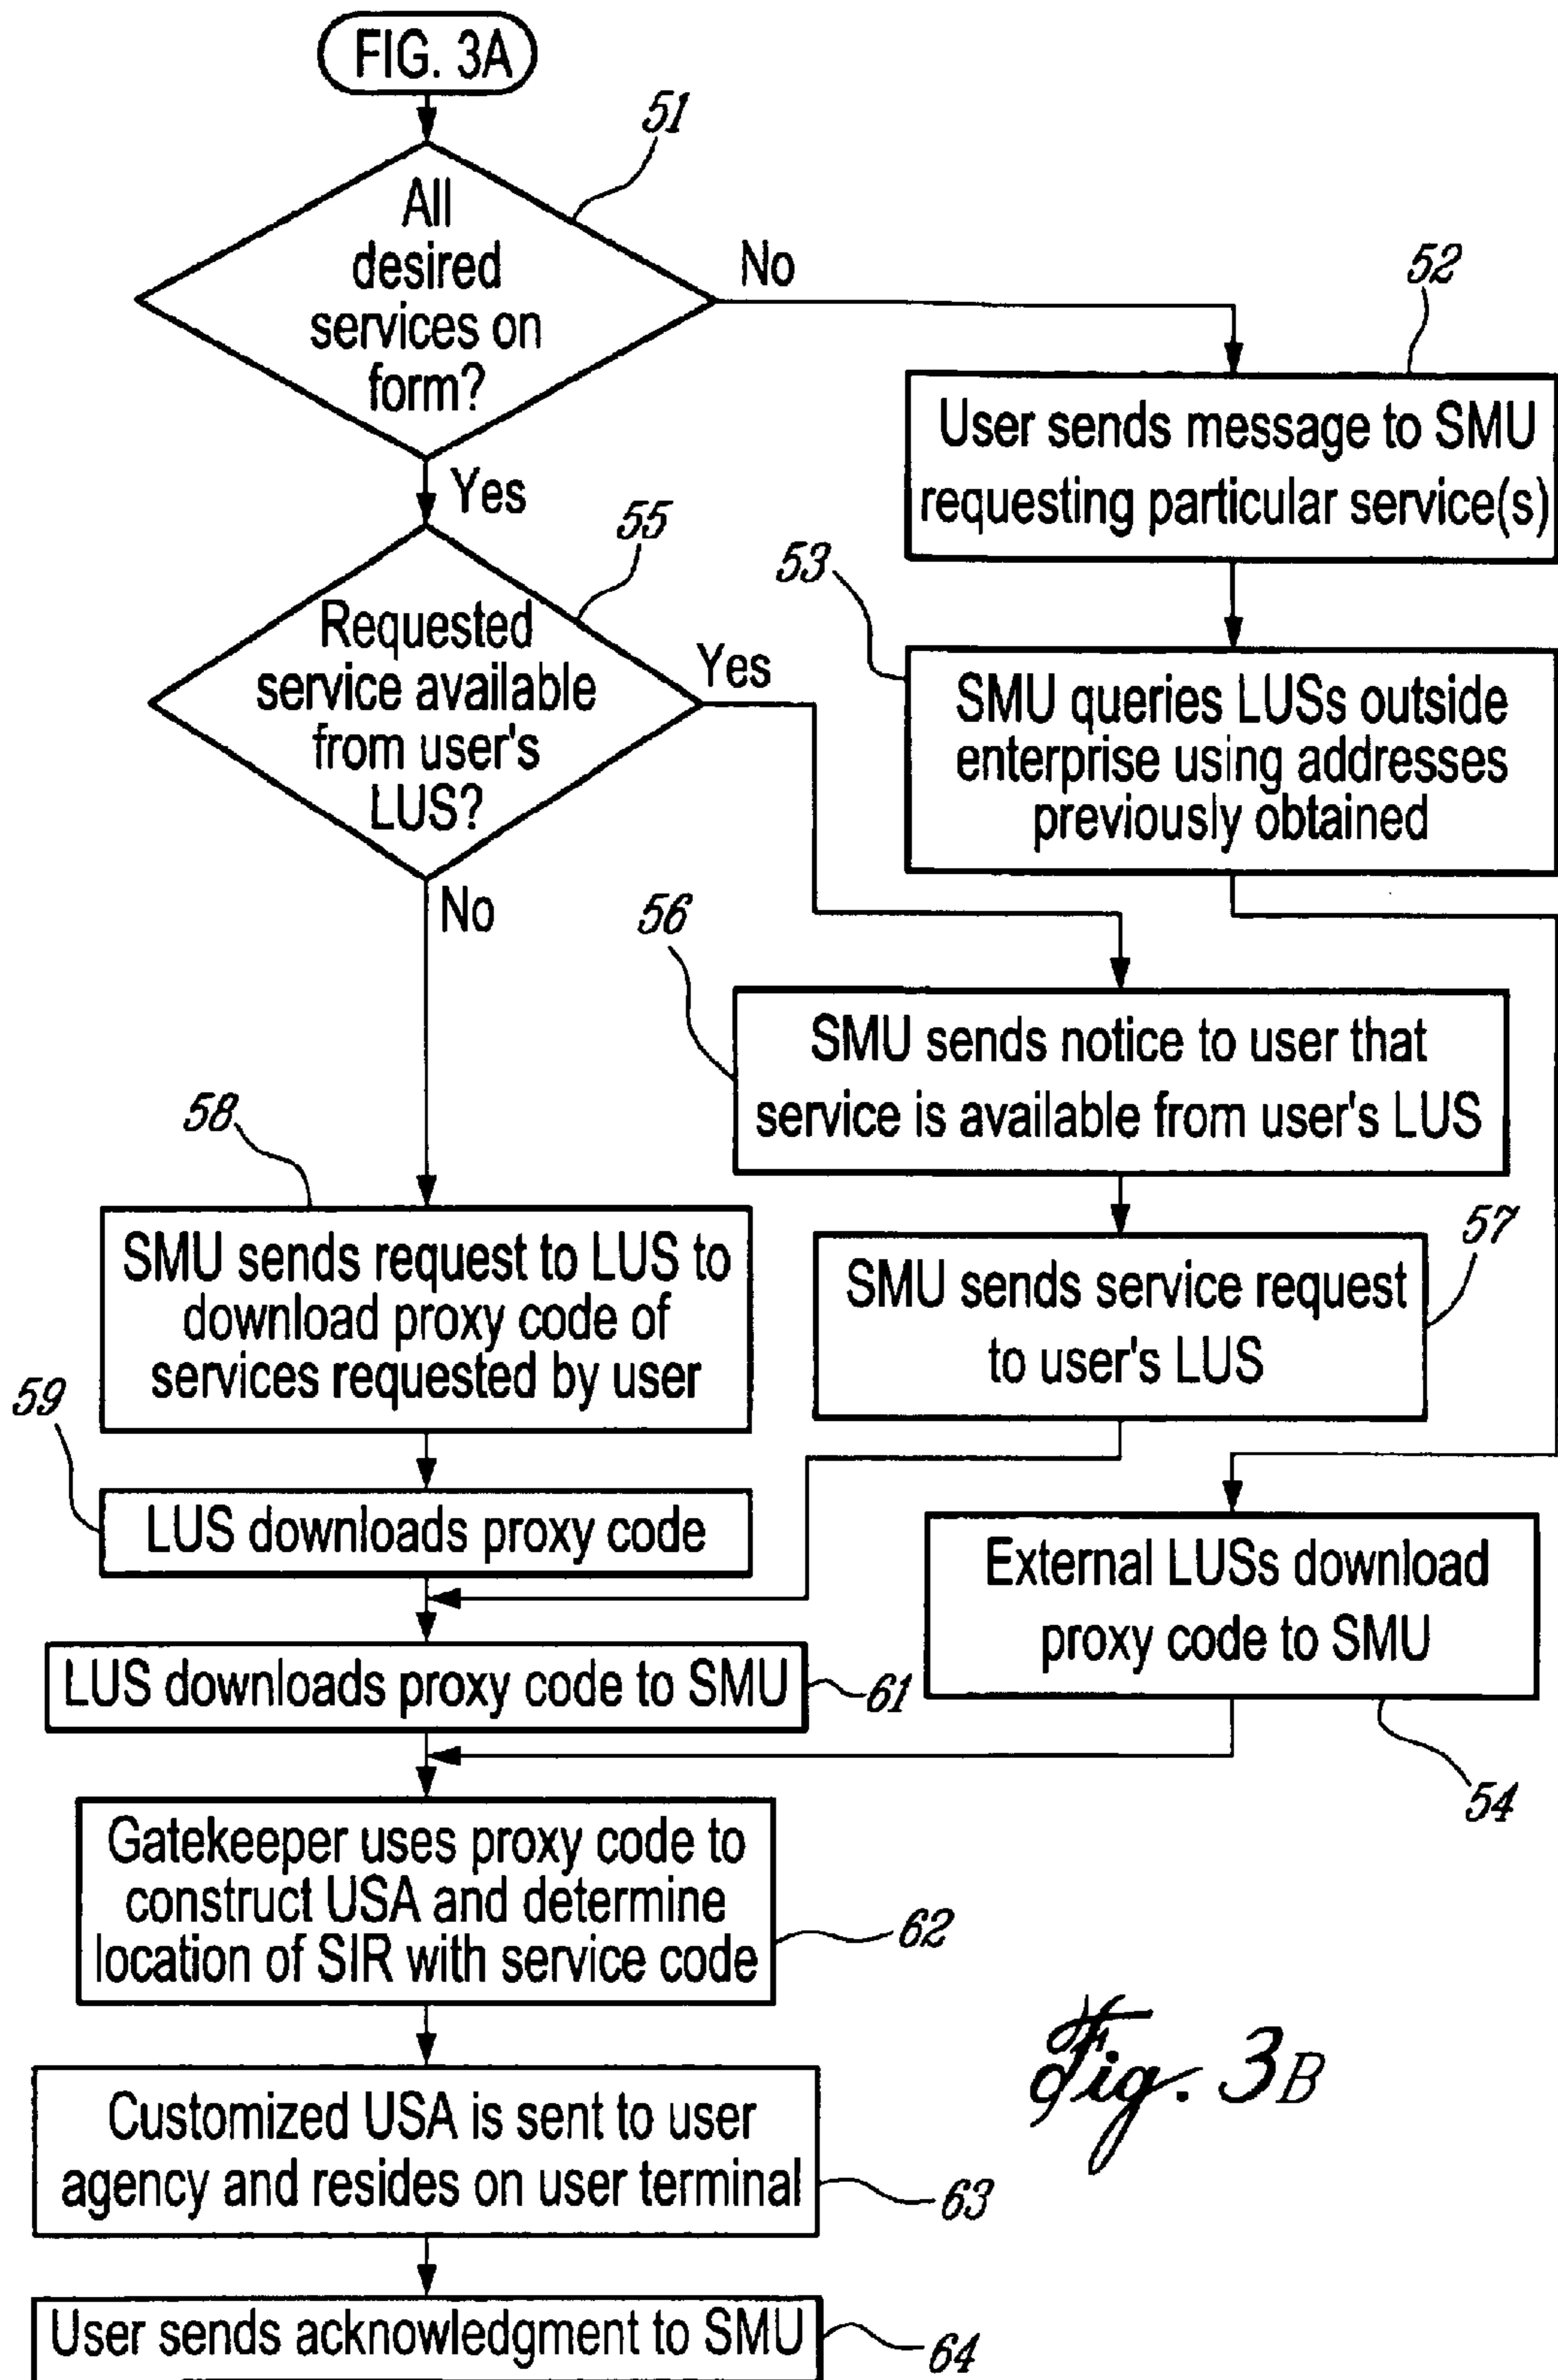 FIG. 3A
51
All
desired
services on
form?
No
Yes
52
User sends message to SMU
requesting particular service(s)
53
SMU queries LUSs outside
enterprise using addresses
previously obtained
55
Requested
service available
from user's
LUS?
Yes
No
56
SMU sends notice to user that
service is available from user's LUS
57
SMU sends service request
to user's LUS
58
SMU sends request to LUS to
download proxy code of
services requested by user
59
LUS downloads proxy code
External LUSs download
proxy code to SMU
54
LUS downloads proxy code to SMU
61
Gatekeeper uses proxy code to
construct USA and determine
location of SIR with service code
62
Customized USA is sent to user
agency and resides on user terminal
63
User sends acknowledgment to SMU
64
Fig. 3B